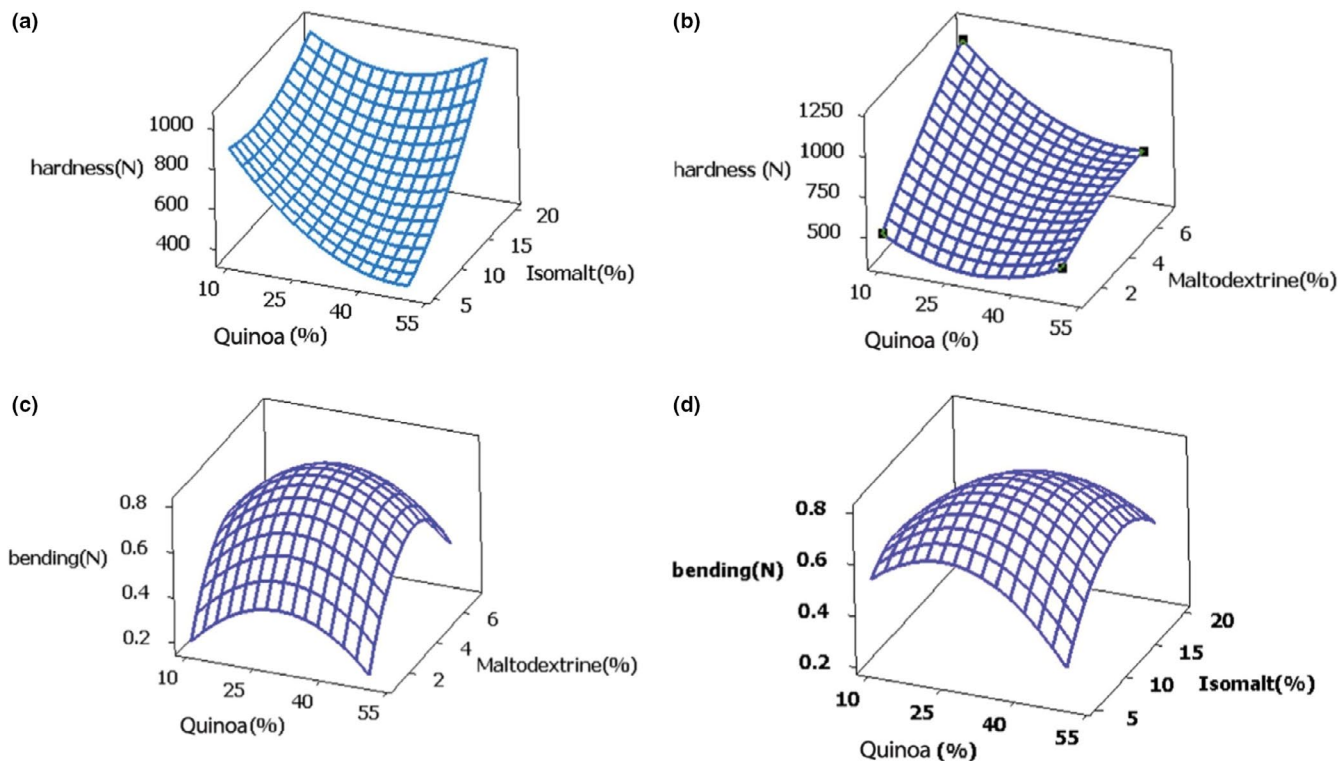 (a)
1000
800
600
400
hardness(N)
10
25
40
55
Quinoa (%)
5
10
15
20
Isomalt(%)
(b)
1250
1000
750
500
hardness (N)
10
25
40
55
Quinoa (%)
2
4
6
Maltodextrine(%)
(c)
0.8
0.6
0.4
0.2
bending(N)
10
25
40
55
Quinoa(%)
2
4
6
Maltodextrine(%)
(d)
0.8
0.6
0.4
0.2
bending(N)
10
25
40
55
Quinoa (%)
5
10
15
20
Isomalt(%)